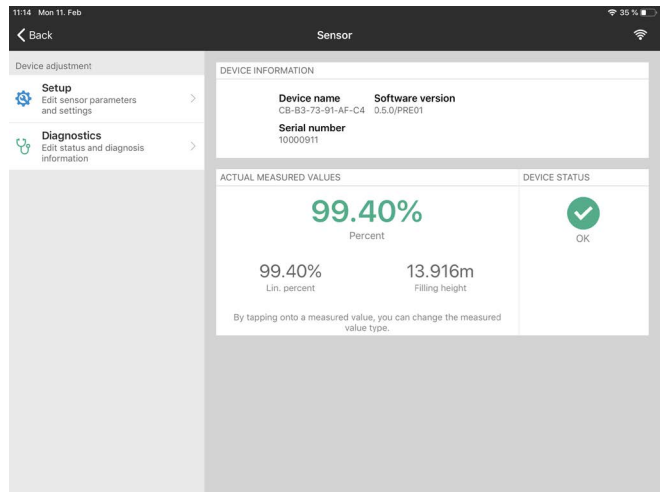 11:14 Mon 11. Feb
35 %
Back
Sensor
Device adjustment
Setup
Edit sensor parameters
and settings
Diagnostics
Edit status and diagnosis
information
DEVICE INFORMATION
Device name Software version
CB-B3-73-91-AF-C4 0.5.0/PRE01
Serial number
10000911
ACTUAL MEASURED VALUES
99.40%
Percent
99.40% 13.916m
Lin. percent Filling height
By tapping onto a measured value, you can change the measured
value type.
DEVICE STATUS
OK